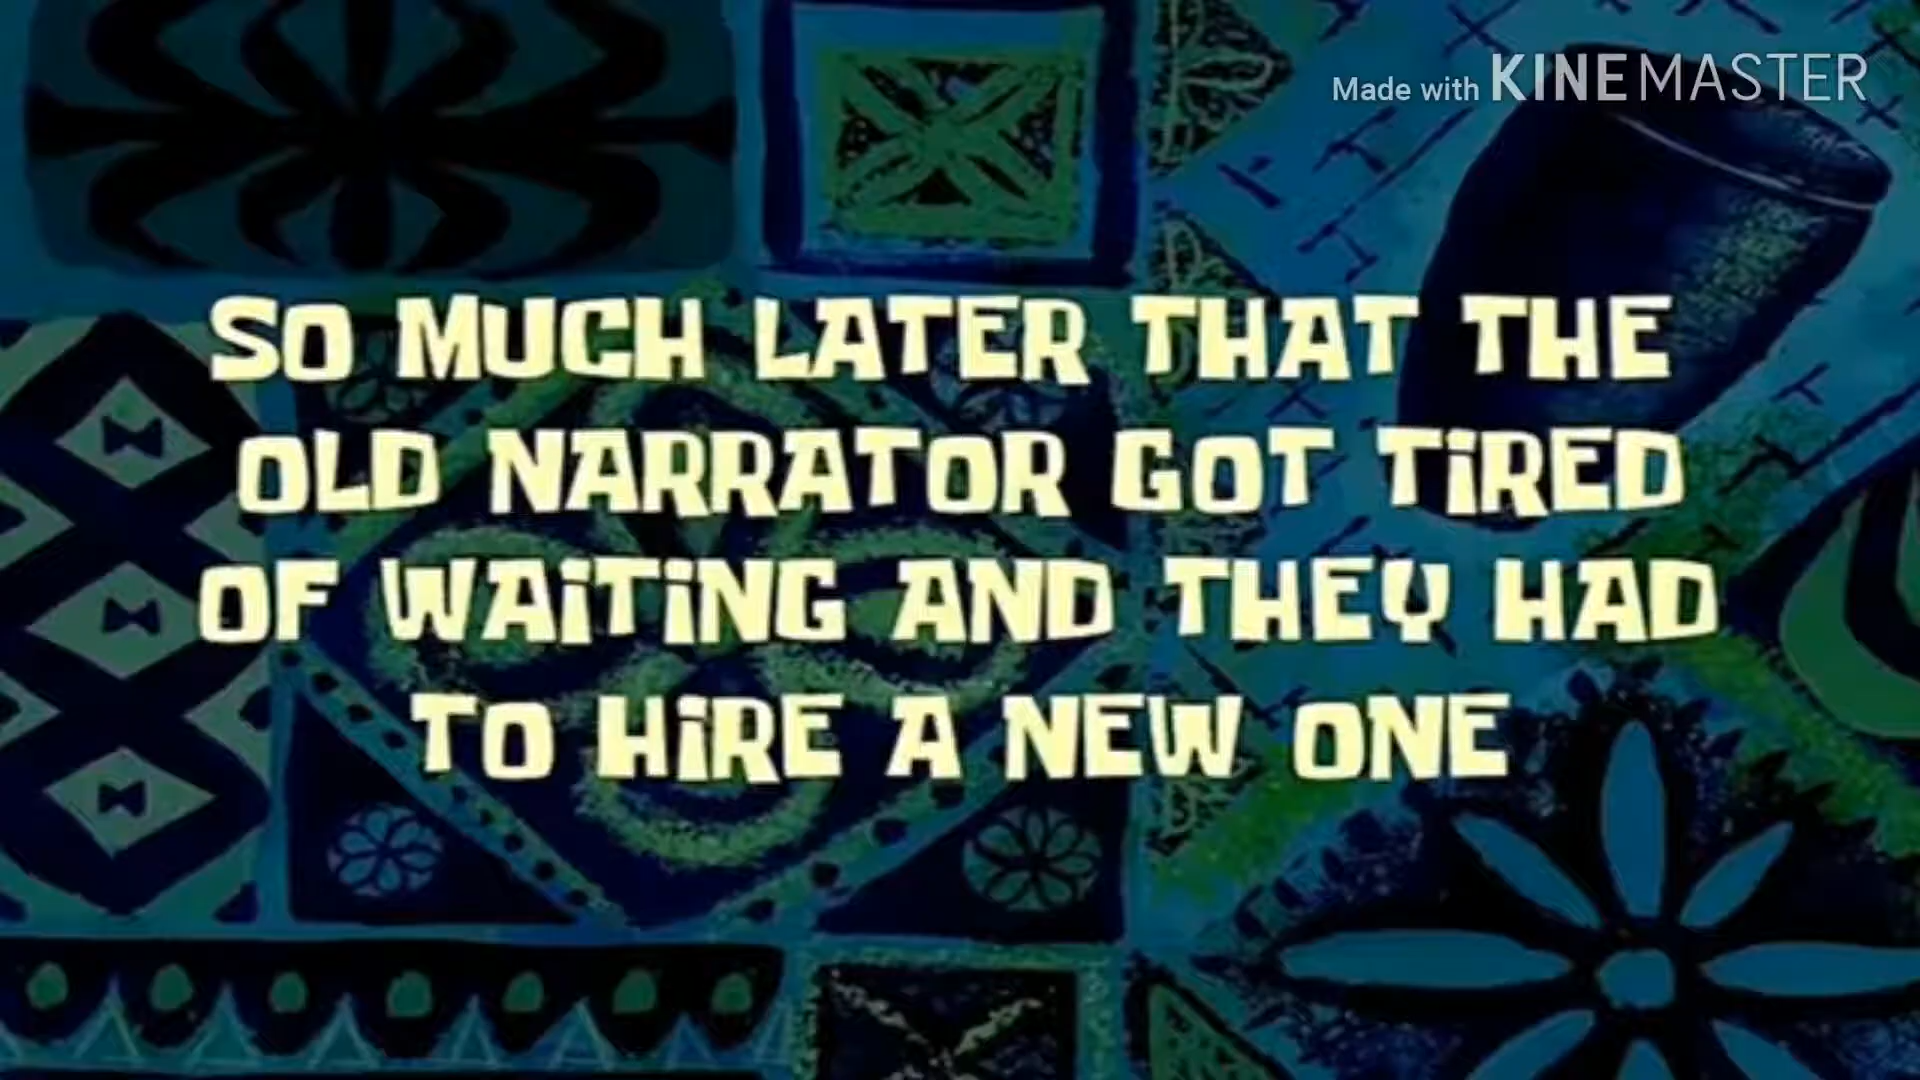 Made with KINEMASTER
SO MUCH LATER THAT THE
OLD NARRATOR GOT TiRED
OF WAiTiNG AND THEY HAD
TO HiRE A NEW ONE